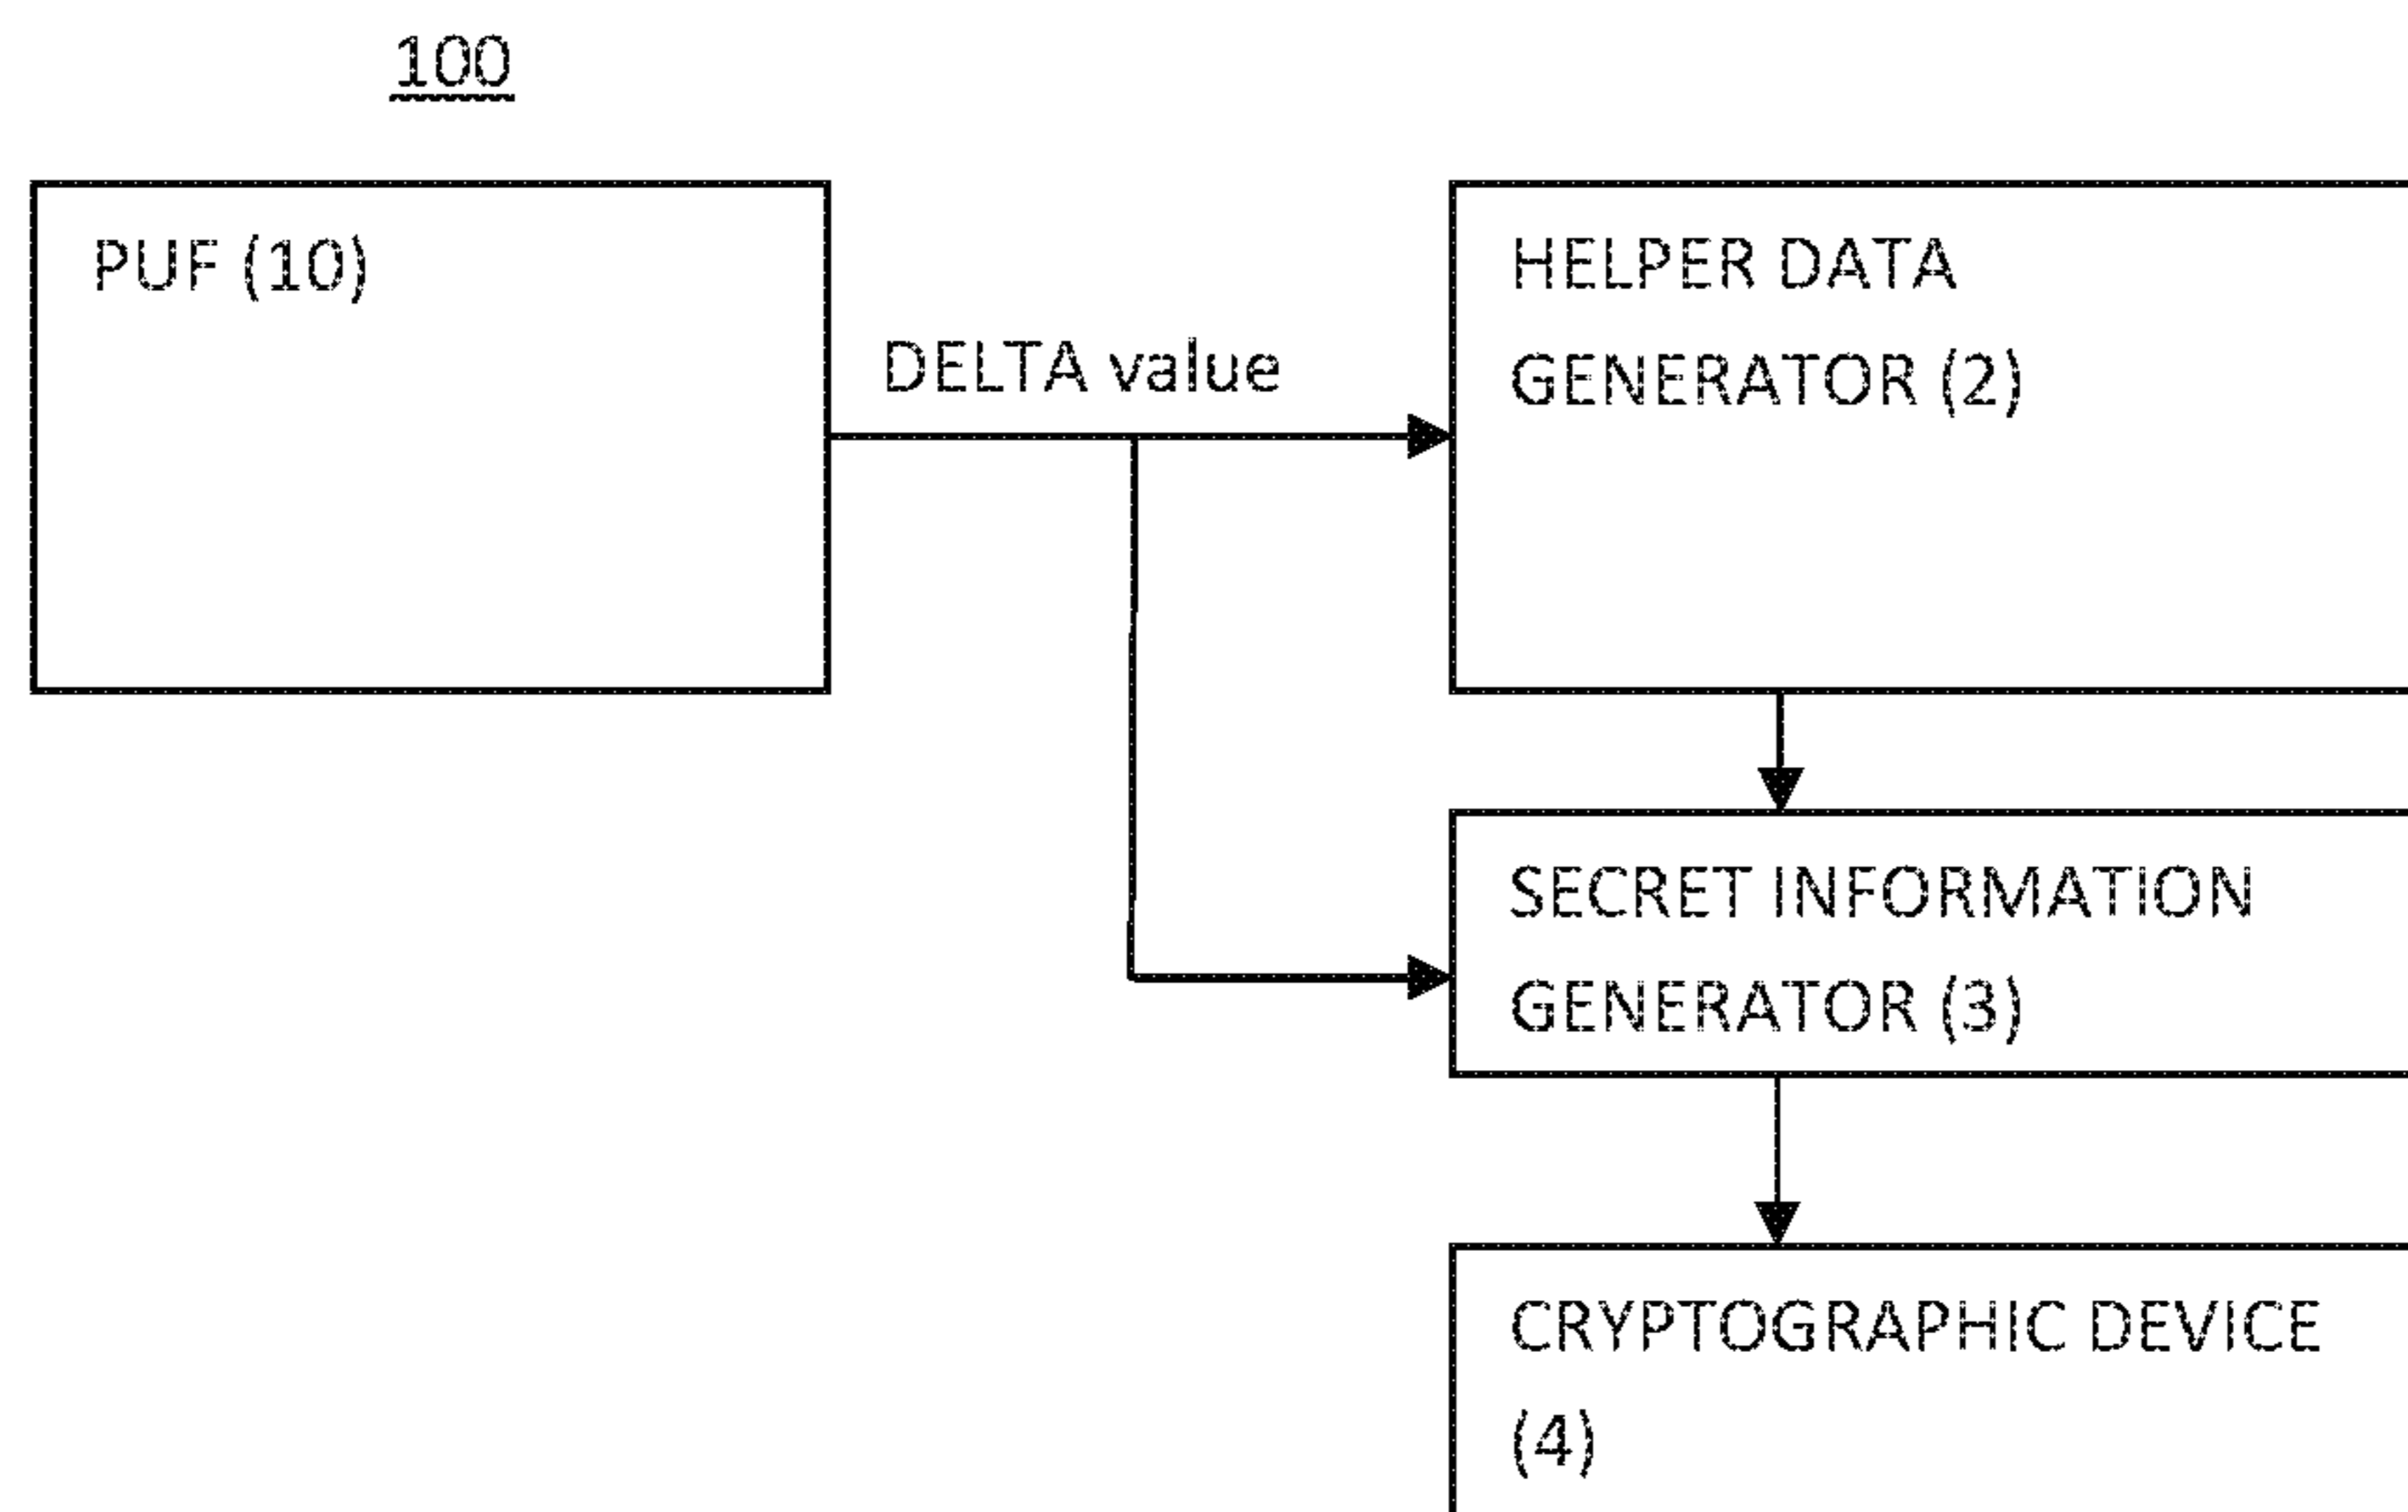 100
PUF (10)
DELTA value
HELPER DATA
GENERATOR (2)
SECRET INFORMATION
GENERATOR (3)
CRYPTOGRAPHIC DEVICE
(4)